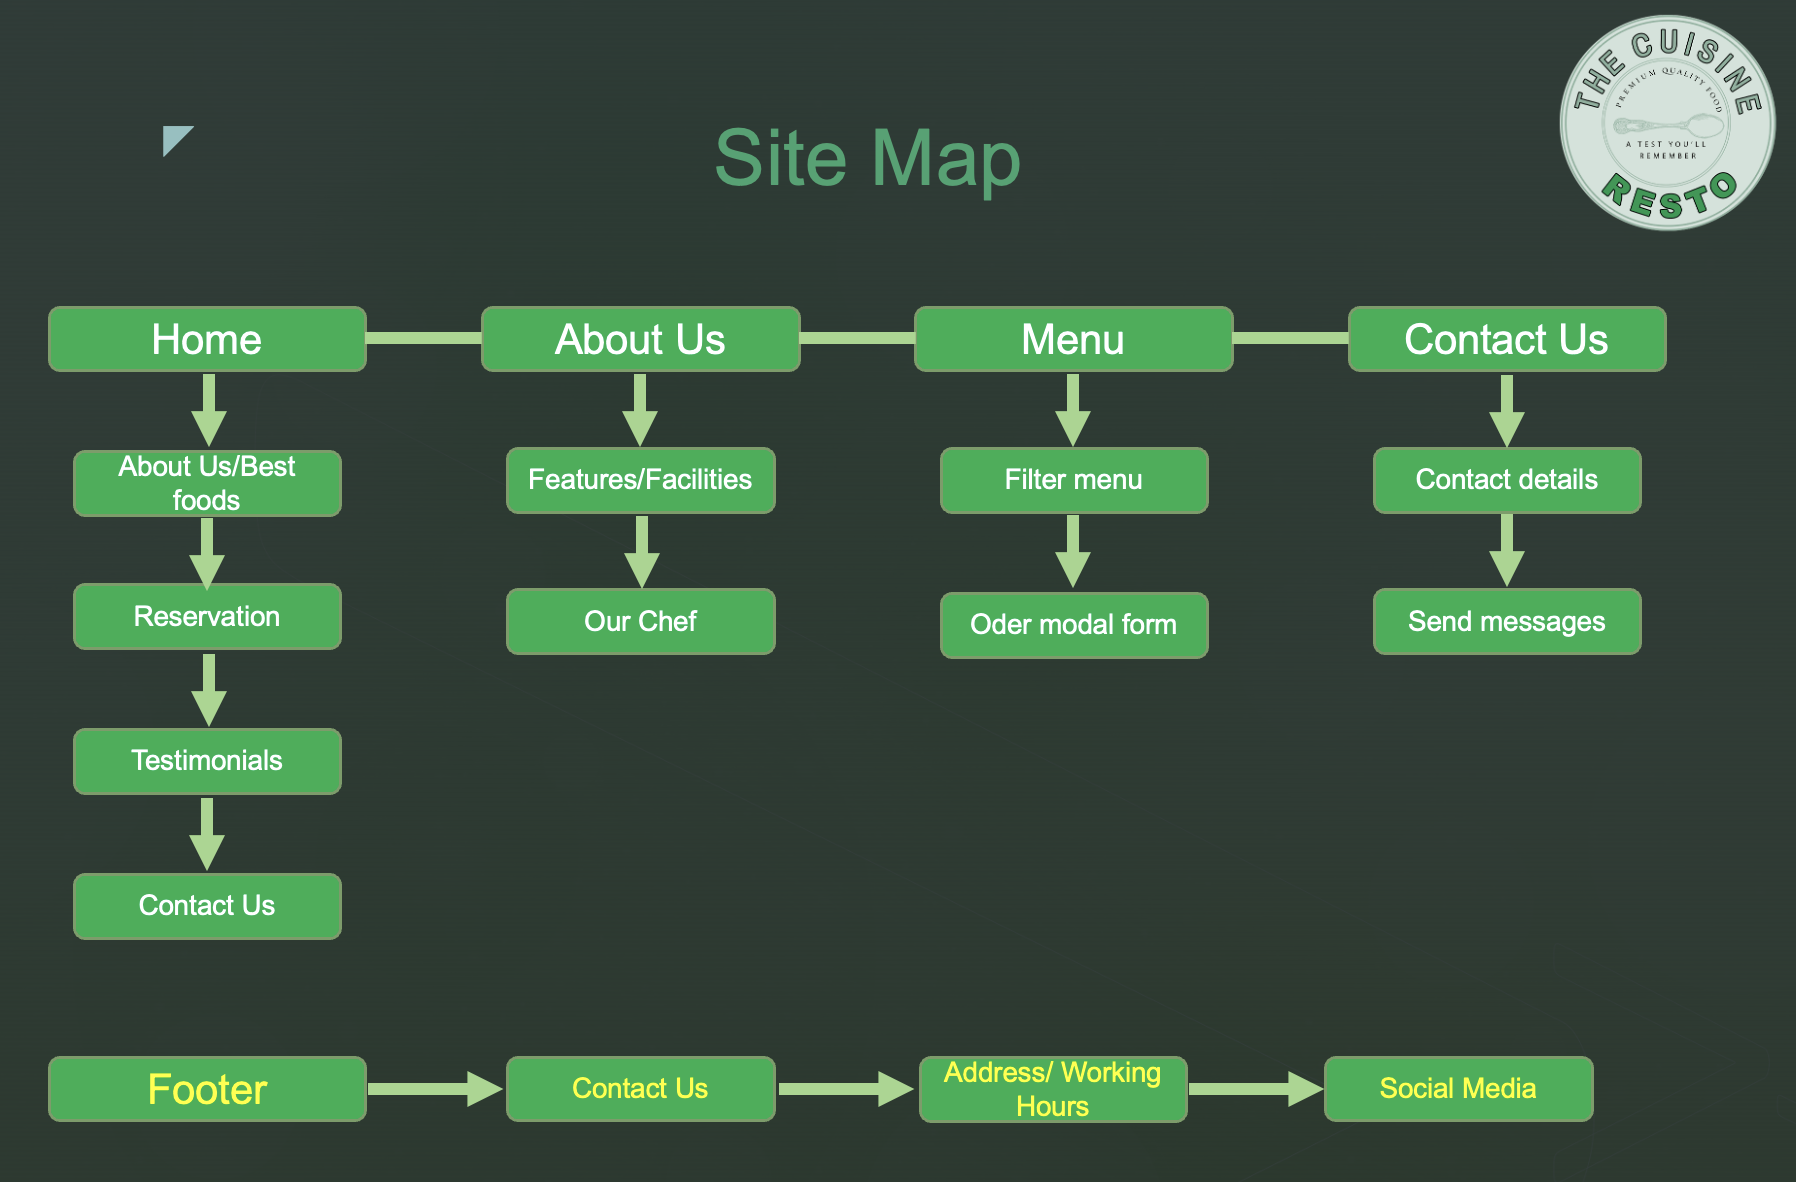 THE CUISINE
PREMIUM QUALITY FOOD
A TEST YOU'LL
REMEMBER
RESTO
Site Map
Home
About Us
Menu
Contact Us
About Us/Best
foods
Features/Facilities
Filter menu
Contact details
Reservation
Our Chef
Oder modal form
Send messages
Testimonials
Contact Us
Footer
Contact Us
Address/ Working
Hours
Social Media